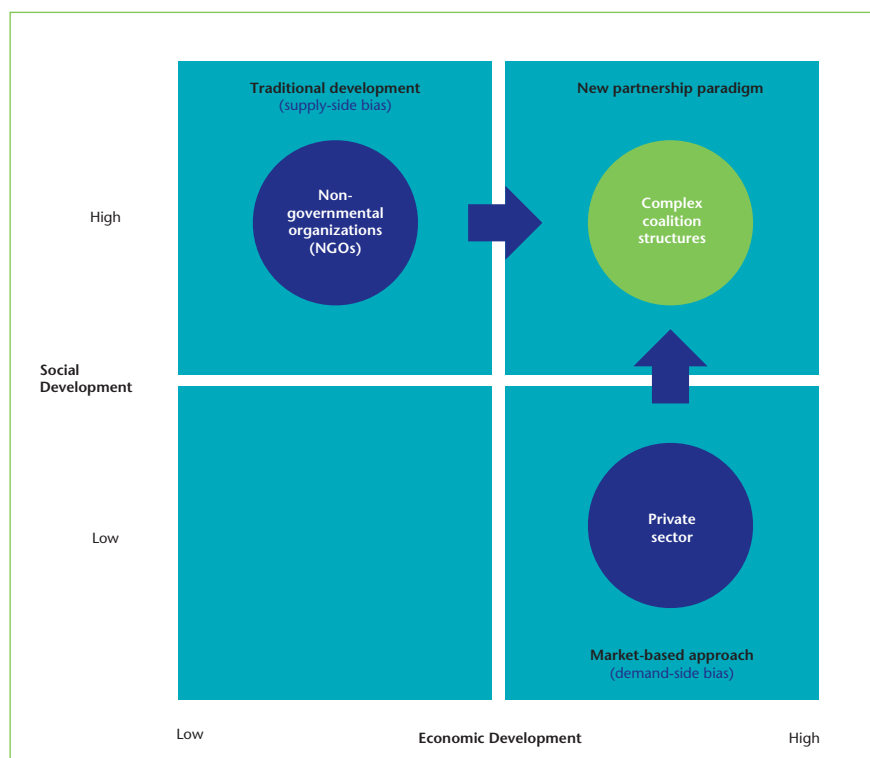 Traditional development
(supply-side bias)
New partnership paradigm
Non-
governmental
organizations
(NGOs)
Complex
coalition
structures
High
Social
Development
Low
Private
sector
Market-based approach
(demand-side bias)
Low
Economic Development
High